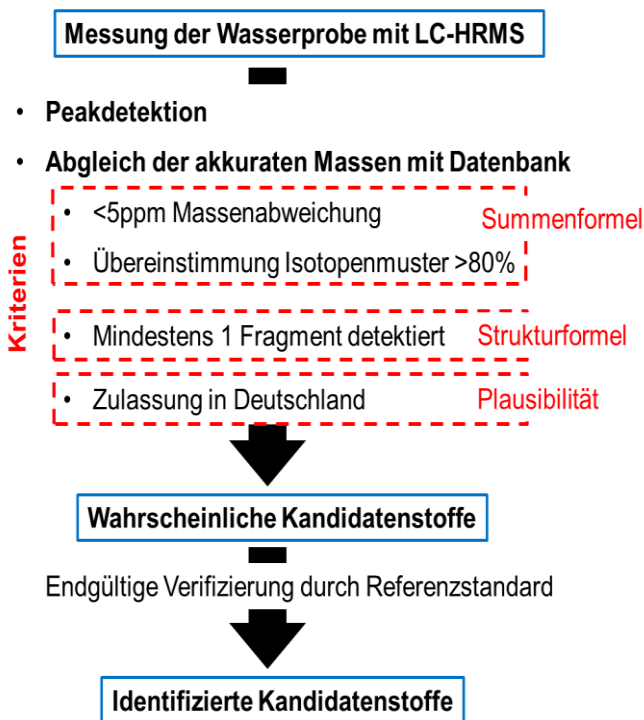 Messung der Wasserprobe mit LC-HRMS
• Peakdetektion
• Abgleich der akkuraten Massen mit Datenbank
Kriterien
• <5ppm Massenabweichung
Summenformel
• Übereinstimmung Isotopenmuster >80%
• Mindestens 1 Fragment detektiert
Strukturformel
• Zulassung in Deutschland
Plausibilität
Wahrscheinliche Kandidatenstoffe
Endgültige Verifizierung durch Referenzstandard
Identifizierte Kandidatenstoffe